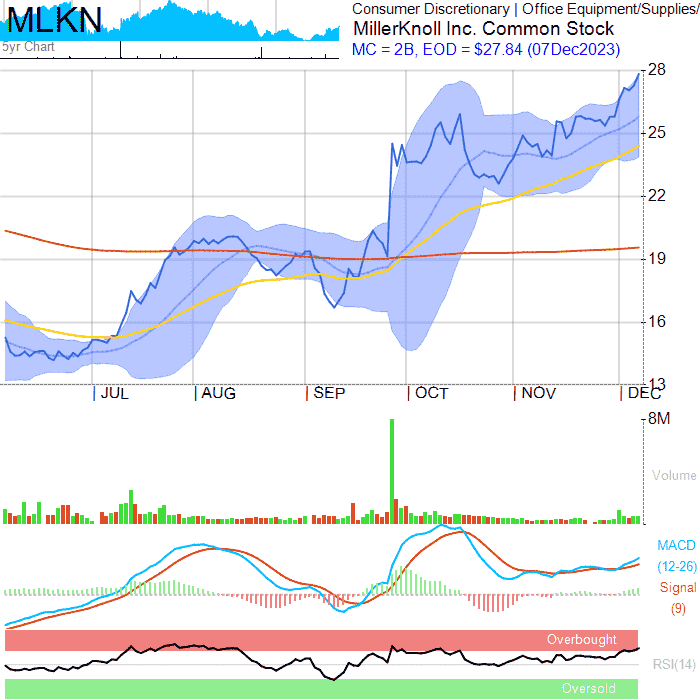 MLKN
5yr Chart
Consumer Discretionary | Office Equipment/Supplies/
MillerKnoll Inc. Common Stock
MC = 2B, EOD = $27.84 (07Dec2023)
28
25
22
19
16
13
JUL AUG SEP OCT NOV DEC
8M
Volume
MACD
(12-26)
Signal
(9)
Overbought
RSI(14)
Oversold